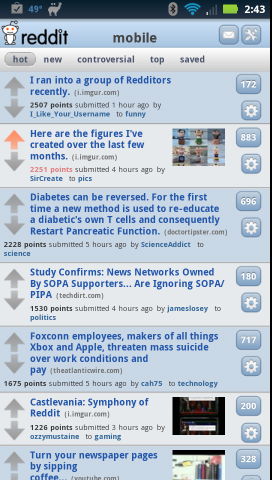 49°
2:43
reddit
mobile
hot new controversial top saved
I ran into a group of Redditors
recently. (i.imgur.com)
172
2507 points submitted 1 hour ago by
I_Like_Your_Username to funny
Here are the figures I've
created over the last few
months. (i.imgur.com)
883
2251 points submitted 4 hours ago by
SirCreate to pics
Diabetes can be reversed. For the first
time a new method is used to re-educate
a diabetic's own T cells and consequently
Restart Pancreatic Function. (doctortipster.com)
696
2228 points submitted 5 hours ago by ScienceAddict to
science
Study Confirms: News Networks Owned
By SOPA Supporters... Are Ignoring SOPA/
PIPA (techdirt.com)
180
1530 points submitted 4 hours ago by jameslosey to
politics
Foxconn employees, makers of all things
Xbox and Apple, threaten mass suicide
over work conditions and
pay (theatlanticwire.com)
717
1675 points submitted 5 hours ago by cah75 to technology
Castlevania: Symphony of
Reddit (i.imgur.com)
200
1226 points submitted 3 hours ago by
ozzymustaine to gaming
Turn your newspaper pages
by sipping
coffee... (youtube.com)
328